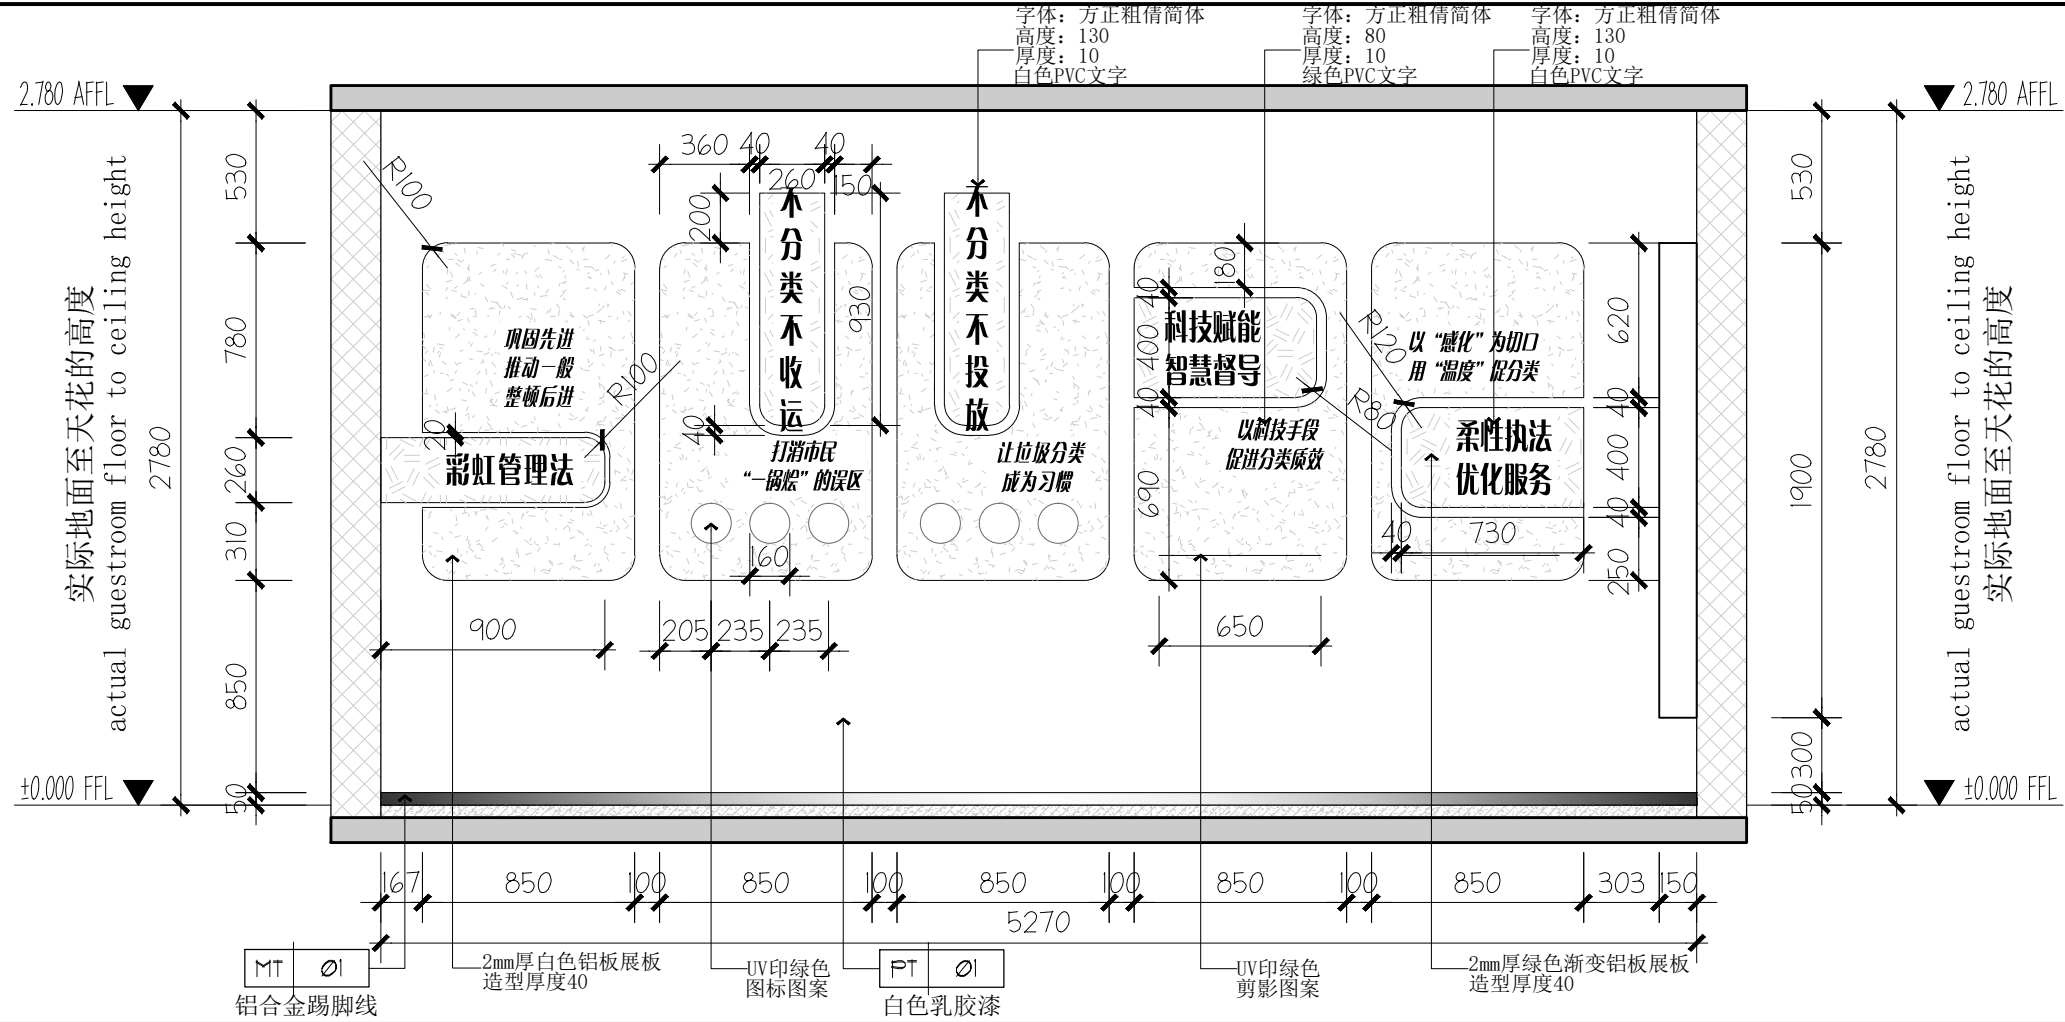 字体：方正粗倩简体
高度：130
厚度：10
白色PVC文字
字体：方正粗倩简体
高度：80
厚度：10
绿色PVC文字
字体：方正粗倩简体
高度：130
厚度：10
白色PVC文字
2.780 AFFL
2.780 AFFL
实际地面至天花的高度
actual guestroom floor to ceiling height
2780
530
780
260
310
850
50
±0.000 FFL
R100
巩固先进
推动一般
整顿后进
20
R100
彩虹管理法
900
360
40
40
260
150
200
930
不分类不收运
40
打消市民
“一锅烩”的误区
160
205
235
235
不分类不投放
让垃圾分类
成为习惯
180
40
400
40
690
科技赋能
智慧督导
R80
以科技手段
促进分类质效
650
R120
以“感化”为切口
用“温度”促分类
柔性执法
优化服务
40
730
620
40
400
40
250
530
1900
300
50
2780
actual guestroom floor to ceiling height
实际地面至天花的高度
±0.000 FFL
167
850
100
850
100
850
100
850
100
850
303
150
5270
MT Ø1
铝合金踢脚线
2mm厚白色铝板展板
造型厚度40
UV印绿色
图标图案
PT Ø1
白色乳胶漆
UV印绿色
剪影图案
2mm厚绿色渐变铝板展板
造型厚度40